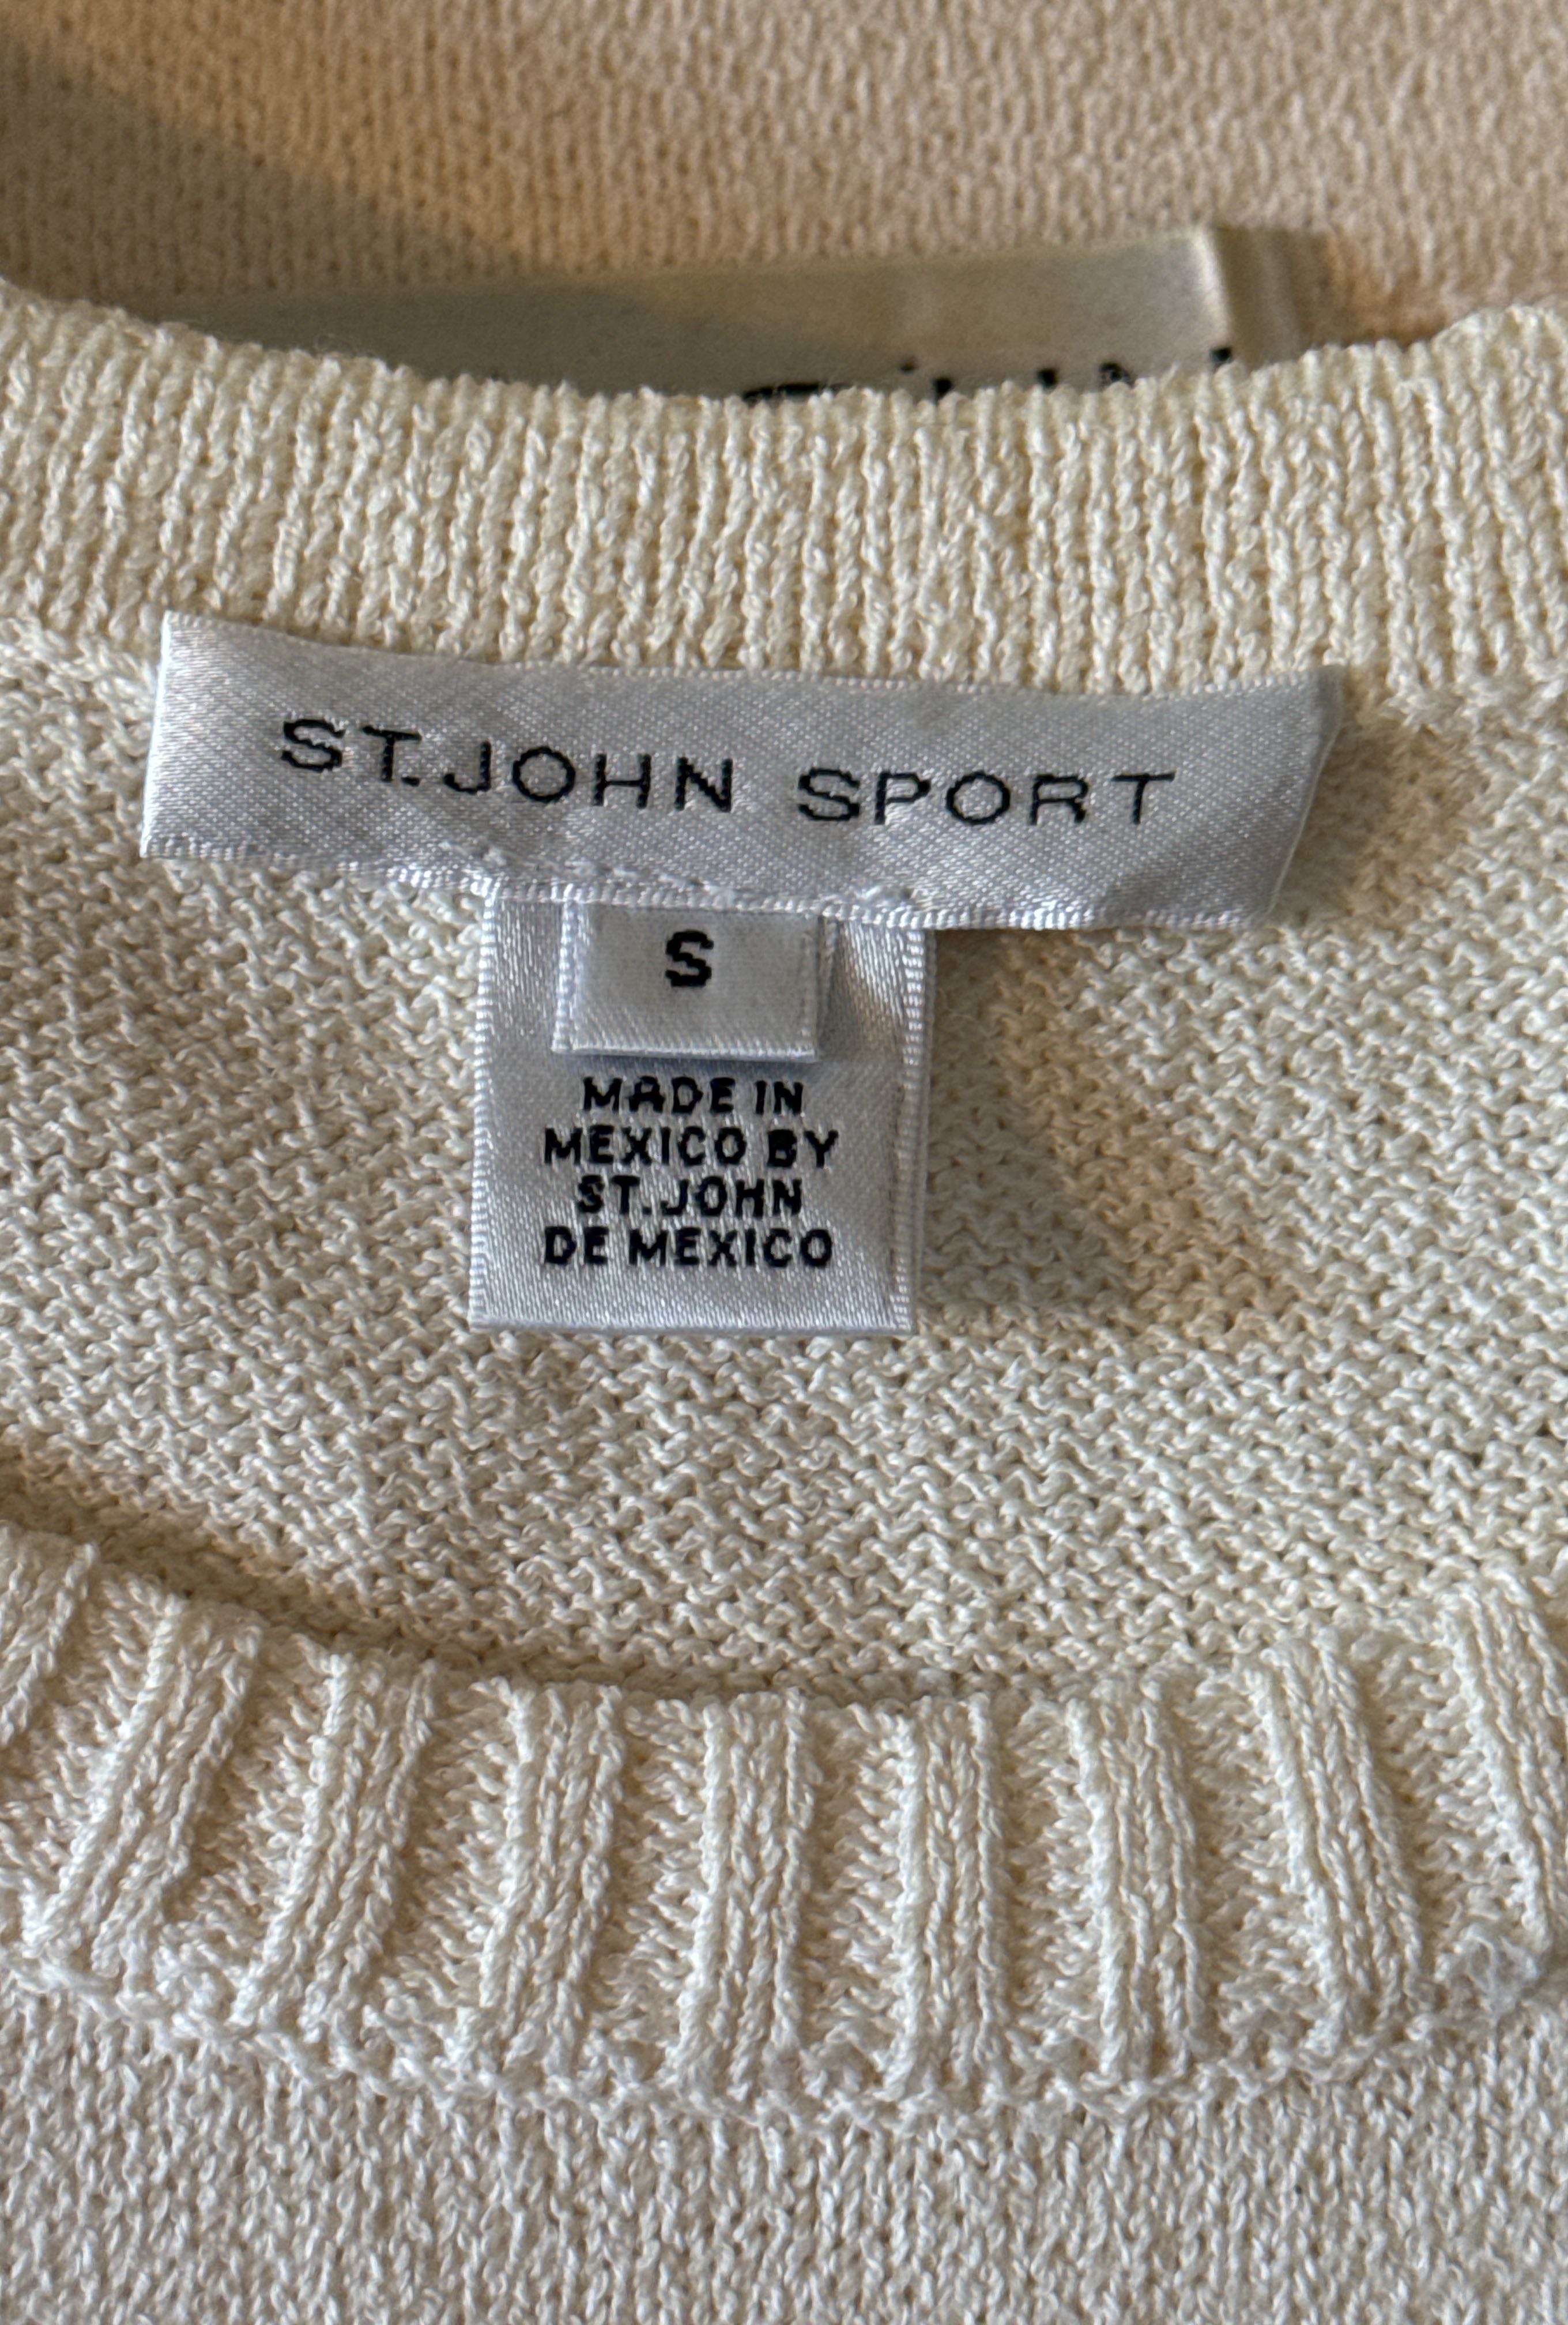 ST.JOHN SPORT
S
MADE IN
MEXICO BY
ST.JOHN
DE MEXICO